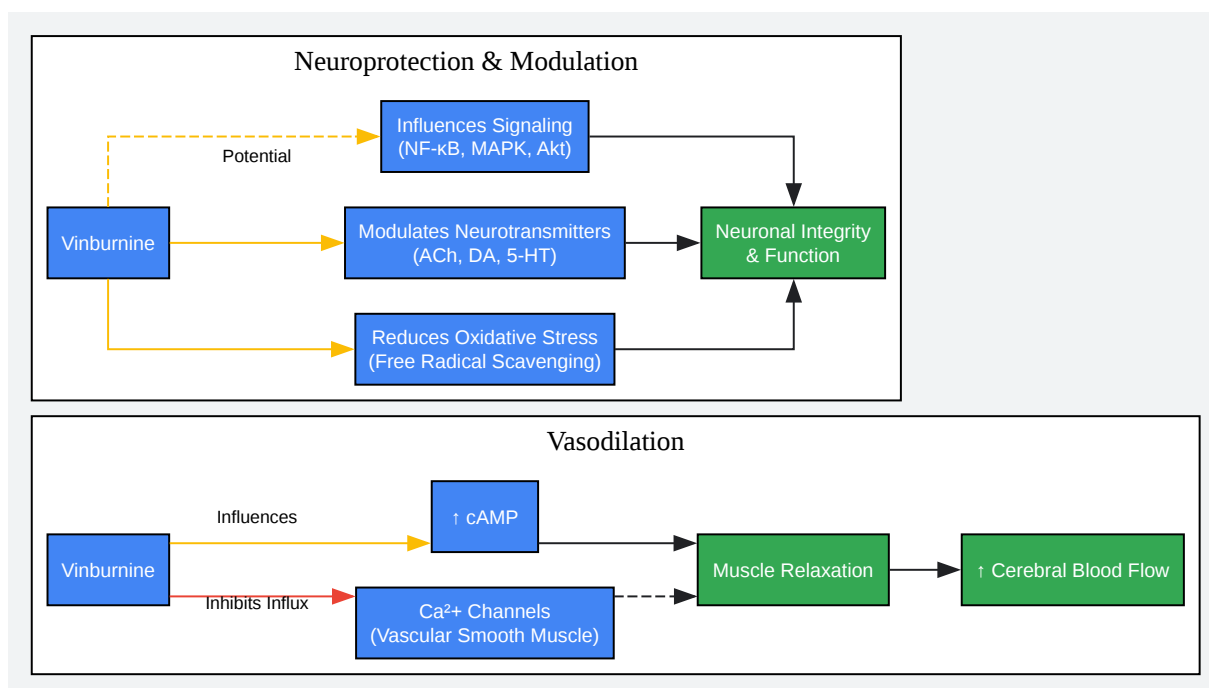 Neuroprotection & Modulation
Influences Signaling
(NF-κB, MAPK, Akt)
Potential
Vinburnine
Modulates Neurotransmitters
(ACh, DA, 5-HT)
Neuronal Integrity
& Function
Reduces Oxidative Stress
(Free Radical Scavenging)
Vasodilation
Influences
↑ cAMP
Vinburnine
Muscle Relaxation
↑ Cerebral Blood Flow
Inhibits Influx
Ca²+ Channels
(Vascular Smooth Muscle)